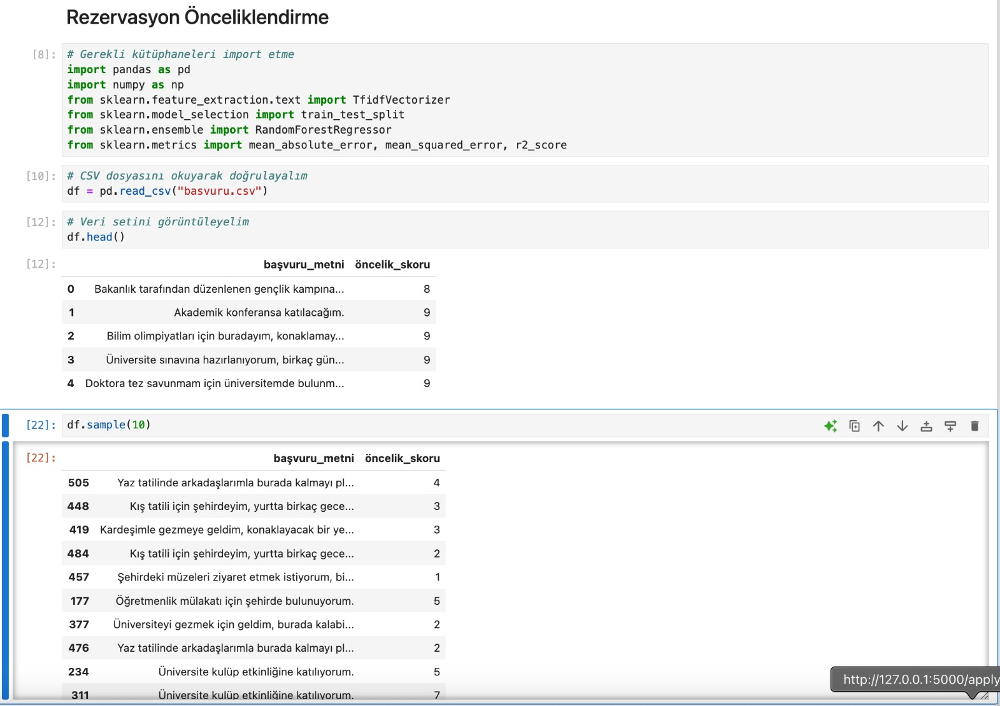 Rezervasyon Önceliklendirme
[8]: # Gerekli kütüphaneleri import etme
import pandas as pd
import numpy as np
from sklearn.feature_extraction.text import TfidfVectorizer
from sklearn.model_selection import train_test_split
from sklearn.ensemble import RandomForestRegressor
from sklearn.metrics import mean_absolute_error, mean_squared_error, r2_score
[10]: # CSV dosyasını okuyarak doğrulayalım
df = pd.read_csv("basvuru.csv")
[12]: # Veri setini görüntüleyelim
df.head()
[12]: başvuru_metni öncelik_skoru
0 Bakanlık tarafından düzenlenen gençlik kampına... 8
1 Akademik konferansa katılacağım. 9
2 Bilim olimpiyatları için buradayım, konaklamay... 9
3 Üniversite sınavına hazırlanıyorum, birkaç gün... 9
4 Doktora tez savunmam için üniversitemde bulunm... 9
[22]: df.sample(10)
[22]: başvuru_metni öncelik_skoru
505 Yaz tatilinde arkadaşlarımla burada kalmayı pl... 4
448 Kış tatili için şehirdeyim, yurtta birkaç gece... 3
419 Kardeşimle gezmeye geldim, konaklayacak bir ye... 3
484 Kış tatili için şehirdeyim, yurtta birkaç gece... 2
457 Şehirdeki müzeleri ziyaret etmek istiyorum, bi... 1
177 Öğretmenlik mülakatı için şehirde bulunuyorum. 5
377 Üniversiteyi gezmek için geldim, burada kalabi... 2
476 Yaz tatilinde arkadaşlarımla burada kalmayı pl... 2
234 Üniversite kulüp etkinliğine katılıyorum. 5
311 Üniversite kulüp etkinliğine katılıyorum. 7
http://127.0.0.1:5000/apply